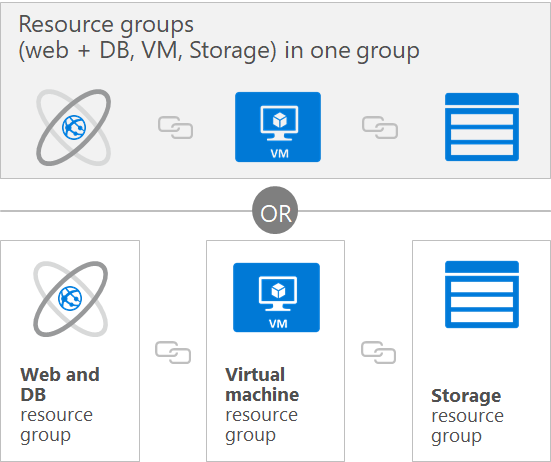 Resource groups
(web + DB, VM, Storage) in one group
VM
OR
VM
Web and
DB
resource
group
Virtual
machine
resource
group
Storage
resource
group